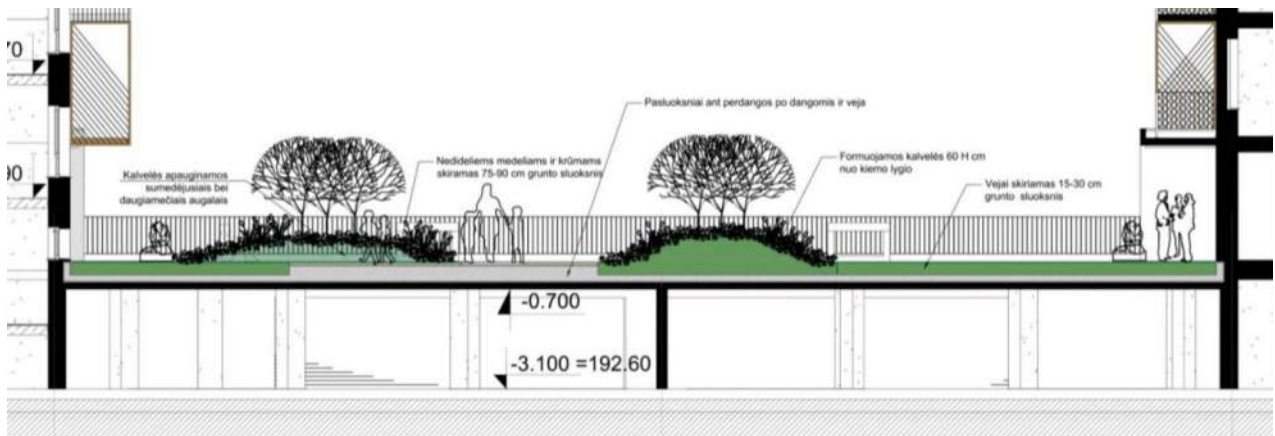 70
Pasluoksniai ant perdangos po dangomis ir veja
Nedideliems medeliams ir krūmams
skiriamas 75-90 cm grunto sluoksnis
Formuojamos kalvelės 60 H cm
nuo kiemo lygio
90
Kalvelės apauginamos
sumedėjusiais bei
daugiamečiais augalais
Vejai skiriamas 15-30 cm
grunto sluoksnis
-0.700
-3.100 =192.60